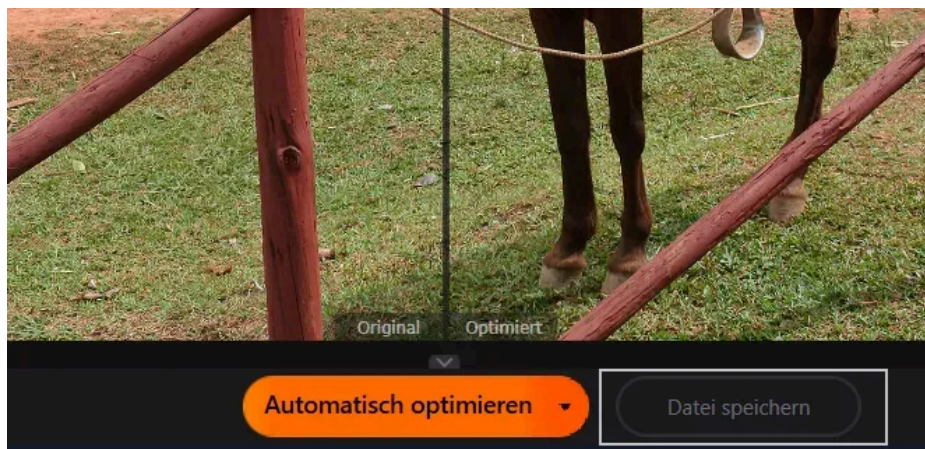 Original
Optimiert
Automatisch optimieren
Datei speichern